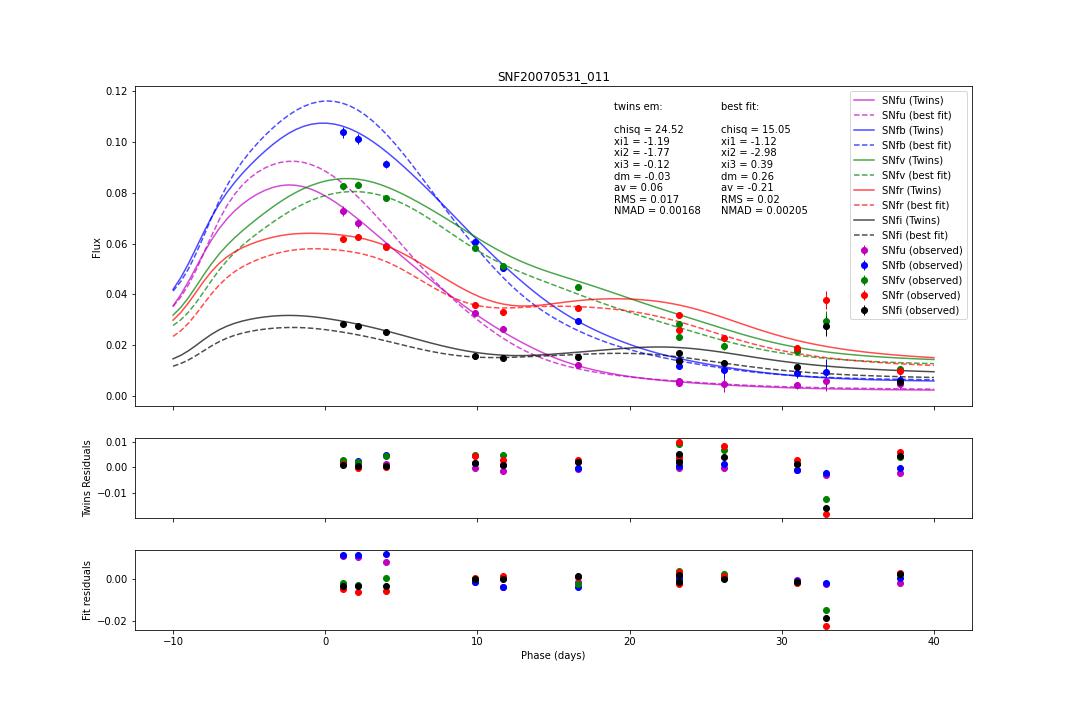 SNF20070531_011
0.12
0.10
0.08
0.06
0.04
0.02
0.00
Flux
twins em:
chisq = 24.52
xi1 = -1.19
xi2 = -1.77
xi3 = -0.12
dm = -0.03
av = 0.06
RMS = 0.017
NMAD = 0.00168
best fit:
chisq = 15.05
xi1 = -1.12
xi2 = -2.98
xi3 = 0.39
dm = 0.26
av = -0.21
RMS = 0.02
NMAD = 0.00205
SNfu (Twins)
SNfu (best fit)
SNfb (Twins)
SNfb (best fit)
SNfv (Twins)
SNfv (best fit)
SNfr (Twins)
SNfr (best fit)
SNfi (Twins)
SNfi (best fit)
SNfu (observed)
SNfb (observed)
SNfv (observed)
SNfr (observed)
SNfi (observed)
0.01
0.00
−0.01
Twins Residuals
0.00
−0.02
Fit residuals
−10
0
10
20
30
40
Phase (days)